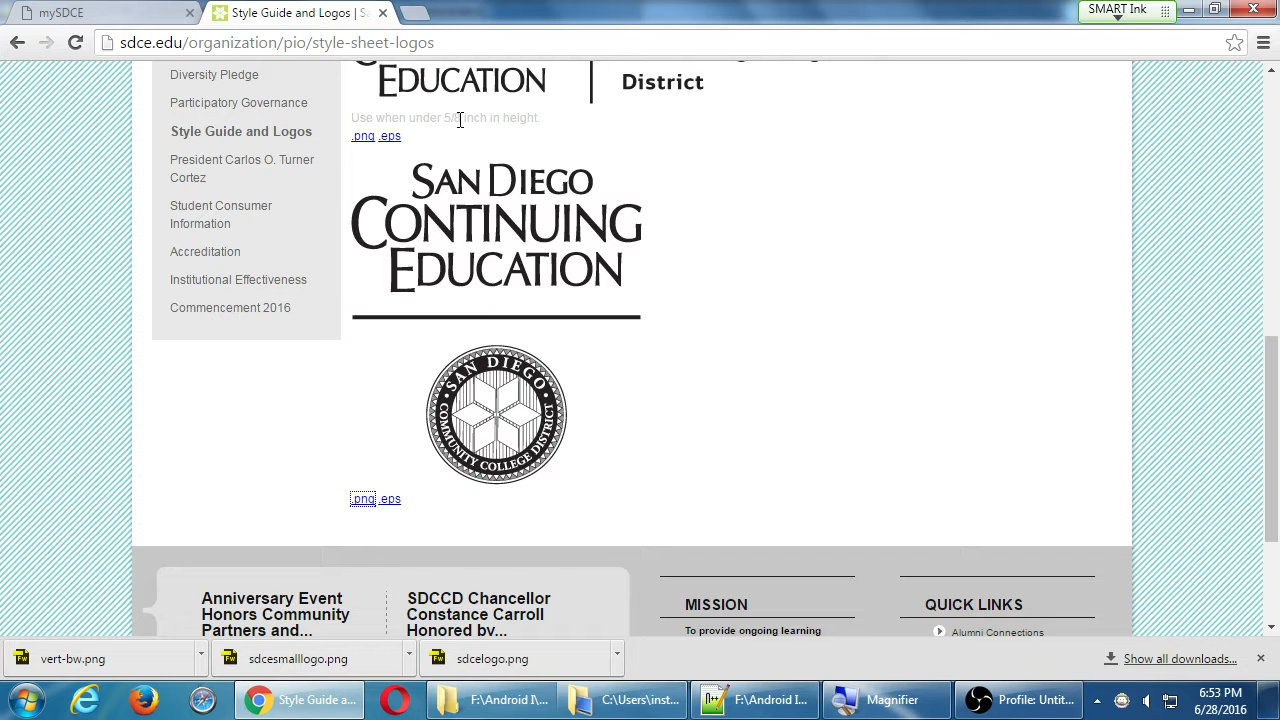 mySDCE
Style Guide and Logos | Sa
SMART Ink
sdce.edu/organization/pio/style-sheet-logos
Diversity Pledge
Participatory Governance
Style Guide and Logos
President Carlos O. Turner
Cortez
Student Consumer
Information
Accreditation
Institutional Effectiveness
Commencement 2016
EDUCATION
District
Use when under 5/8 inch in height.
.png .eps
SAN DIEGO
CONTINUING
EDUCATION
SAN DIEGO
COMMUNITY COLLEGE DISTRICT
.png .eps
Anniversary Event
Honors Community
Partners and...
SDCCD Chancellor
Constance Carroll
Honored by...
MISSION
To provide ongoing learning
QUICK LINKS
Alumni Connections
vert-bw.png
sdcesmalllogo.png
sdcelogo.png
Show all downloads...
Style Guide a...
F:\Android I\...
C:\Users\inst...
F:\Android I...
Magnifier
Profile: Untit...
6:53 PM
6/28/2016